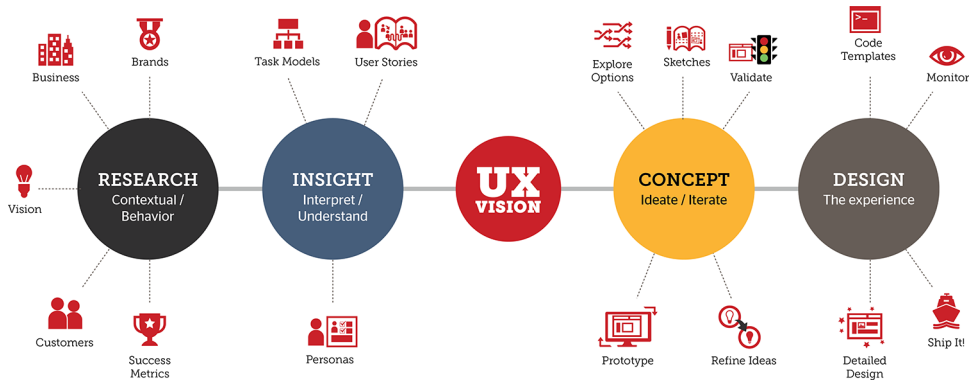 Business
Brands
Vision
RESEARCH
Contextual /
Behavior
Customers
Success
Metrics
Task Models
User Stories
INSIGHT
Interpret /
Understand
Personas
UX
VISION
Explore
Options
Sketches
Validate
CONCEPT
Ideate / Iterate
Prototype
Refine Ideas
Code
Templates
Monitor
DESIGN
The experience
Detailed
Design
Ship It!